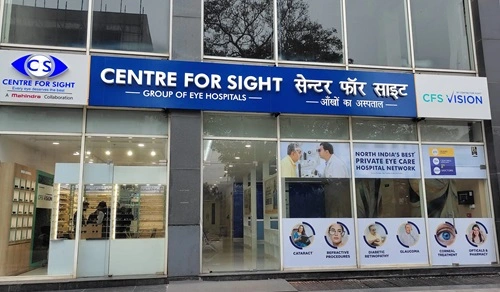 CS
CENTRE FOR SIGHT
Every eye deserves the best
A Mahindra Collaboration
CENTRE FOR SIGHT सेन्टर फॉर साइट
GROUP OF EYE HOSPITALS
आँखों का अस्पताल
CFS VISION
NORTH INDIA'S BEST
PRIVATE EYE CARE
HOSPITAL NETWORK
CATARACT
REFRACTIVE
PROCEDURES
DIABETIC
RETINOPATHY
GLAUCOMA
CORNEAL
TREATMENT
OPTICALS &
PHARMACY